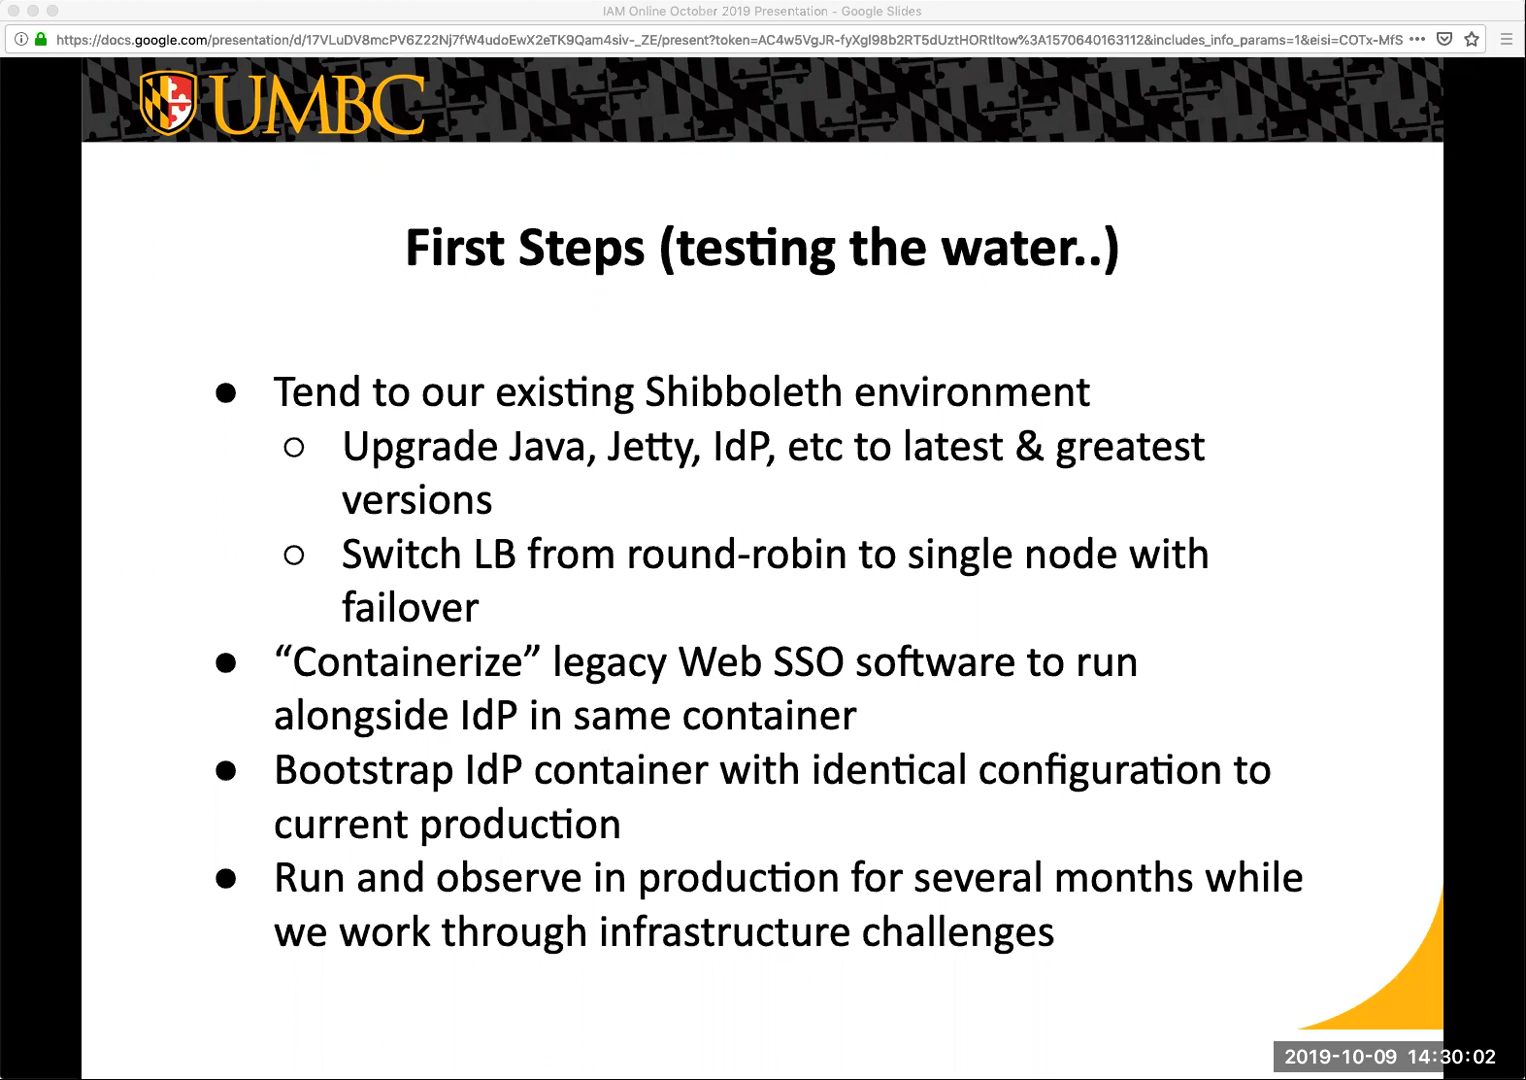 IAM Online October 2019 Presentation - Google Slides
https://docs.google.com/presentation/d/17VLuDV8mcPV6Z22Nj7fW4udoEwX2eTK9Qam4siv-_ZE/present?token=AC4w5VgJR-fyXgl98b2RT5dUztHORtltow%3A1570640163112&includes_info_params=1&eisi=COTx-MfS
UMBC
First Steps (testing the water..)
● Tend to our existing Shibboleth environment
○ Upgrade Java, Jetty, IdP, etc to latest & greatest
versions
○ Switch LB from round-robin to single node with
failover
● “Containerize” legacy Web SSO software to run
alongside IdP in same container
● Bootstrap IdP container with identical configuration to
current production
● Run and observe in production for several months while
we work through infrastructure challenges
2019-10-09 14:30:02